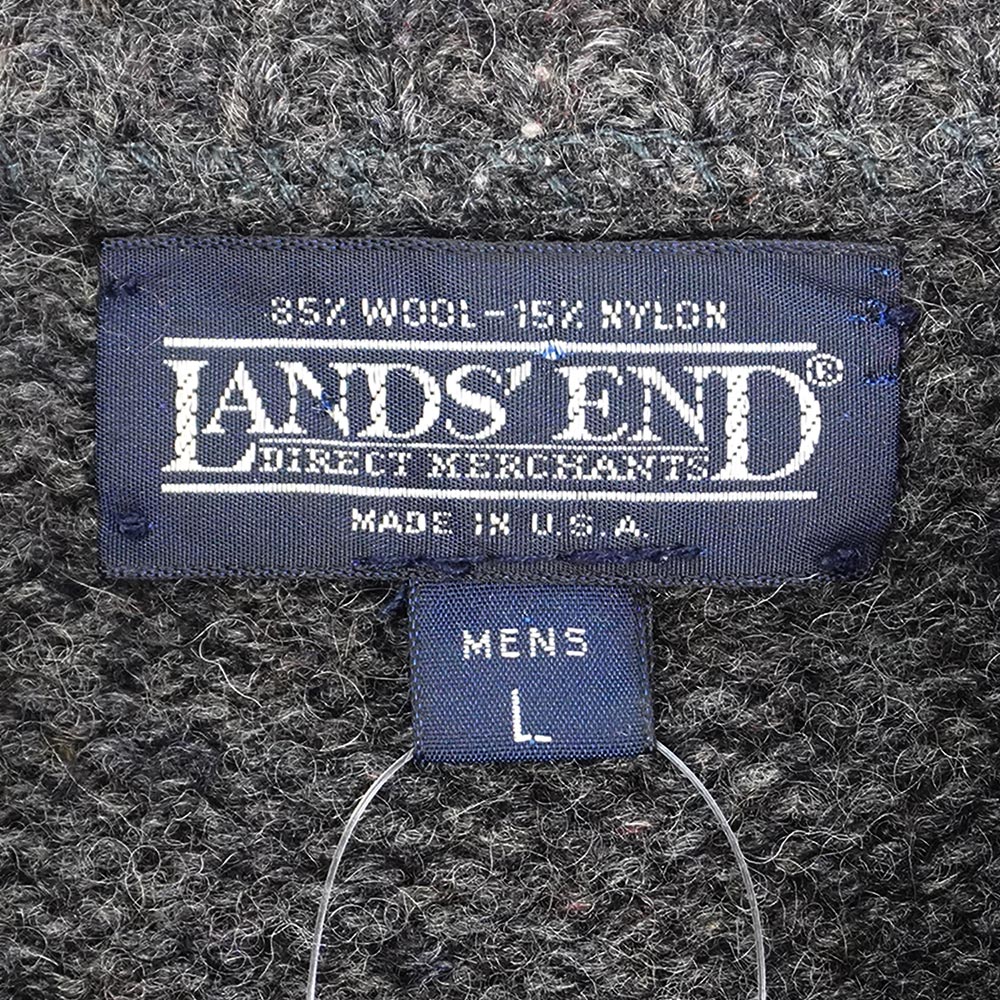 85% WOOL-15% NYLON
LANDS' END®
DIRECT MERCHANTS
MADE IN U.S.A.
MENS
L